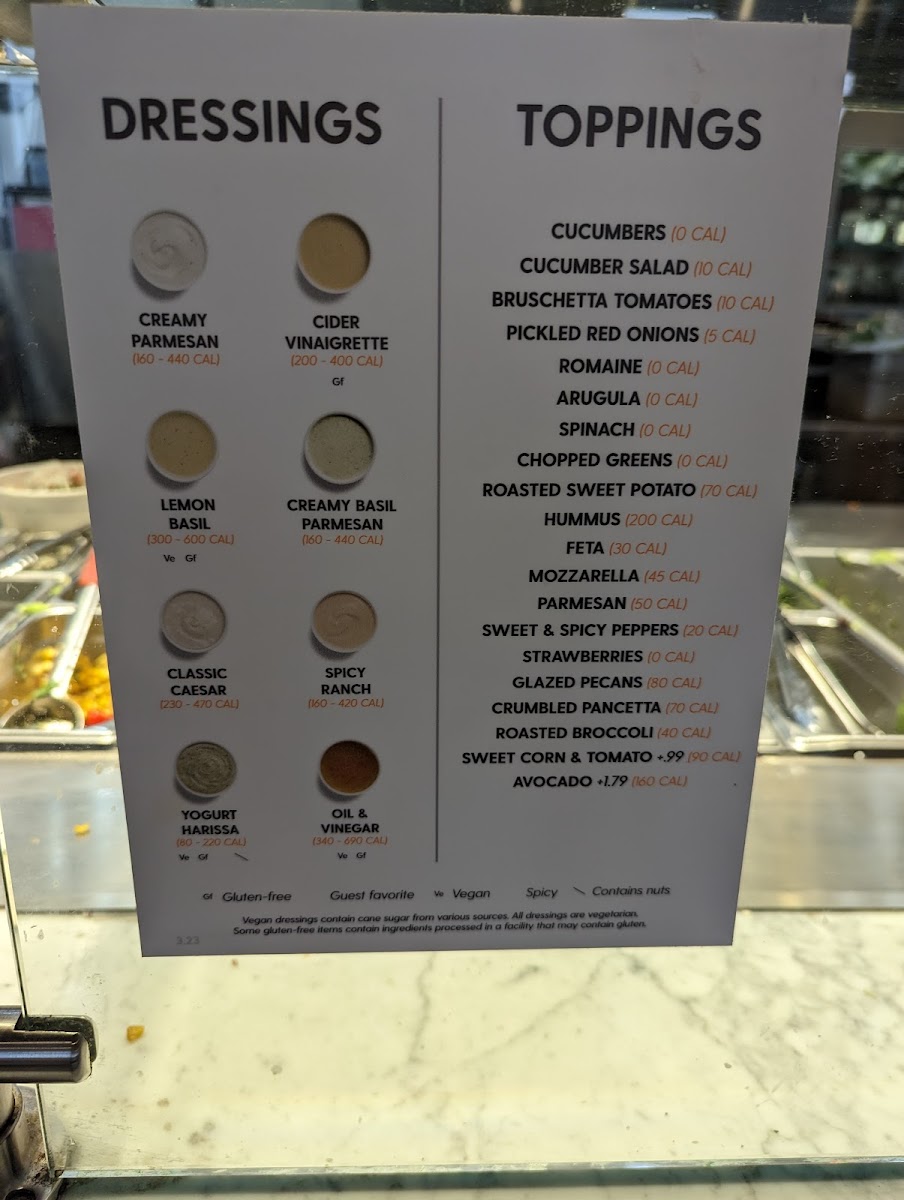 DRESSINGS
CREAMY
PARMESAN
(160 - 440 CAL)
CIDER
VINAIGRETTE
(200 - 400 CAL)
Gf
LEMON
BASIL
(300 - 600 CAL)
Ve Gf
CREAMY BASIL
PARMESAN
(160 - 440 CAL)
CLASSIC
CAESAR
(230 - 470 CAL)
SPICY
RANCH
(160 - 420 CAL)
YOGURT
HARISSA
(80 - 220 CAL)
Ve Gf
OIL &
VINEGAR
(340 - 690 CAL)
Ve Gf
TOPPINGS
CUCUMBERS (0 CAL)
CUCUMBER SALAD (10 CAL)
BRUSCHETTA TOMATOES (10 CAL)
PICKLED RED ONIONS (5 CAL)
ROMAINE (0 CAL)
ARUGULA (0 CAL)
SPINACH (0 CAL)
CHOPPED GREENS (0 CAL)
ROASTED SWEET POTATO (70 CAL)
HUMMUS (200 CAL)
FETA (30 CAL)
MOZZARELLA (45 CAL)
PARMESAN (50 CAL)
SWEET & SPICY PEPPERS (20 CAL)
STRAWBERRIES (0 CAL)
GLAZED PECANS (80 CAL)
CRUMBLED PANCETTA (70 CAL)
ROASTED BROCCOLI (40 CAL)
SWEET CORN & TOMATO +.99 (90 CAL)
AVOCADO +1.79 (160 CAL)
Gf Gluten-free Guest favorite Ve Vegan Spicy Contains nuts
Vegan dressings contain cane sugar from various sources. All dressings are vegetarian.
Some gluten-free items contain ingredients processed in a facility that may contain gluten.
3.23